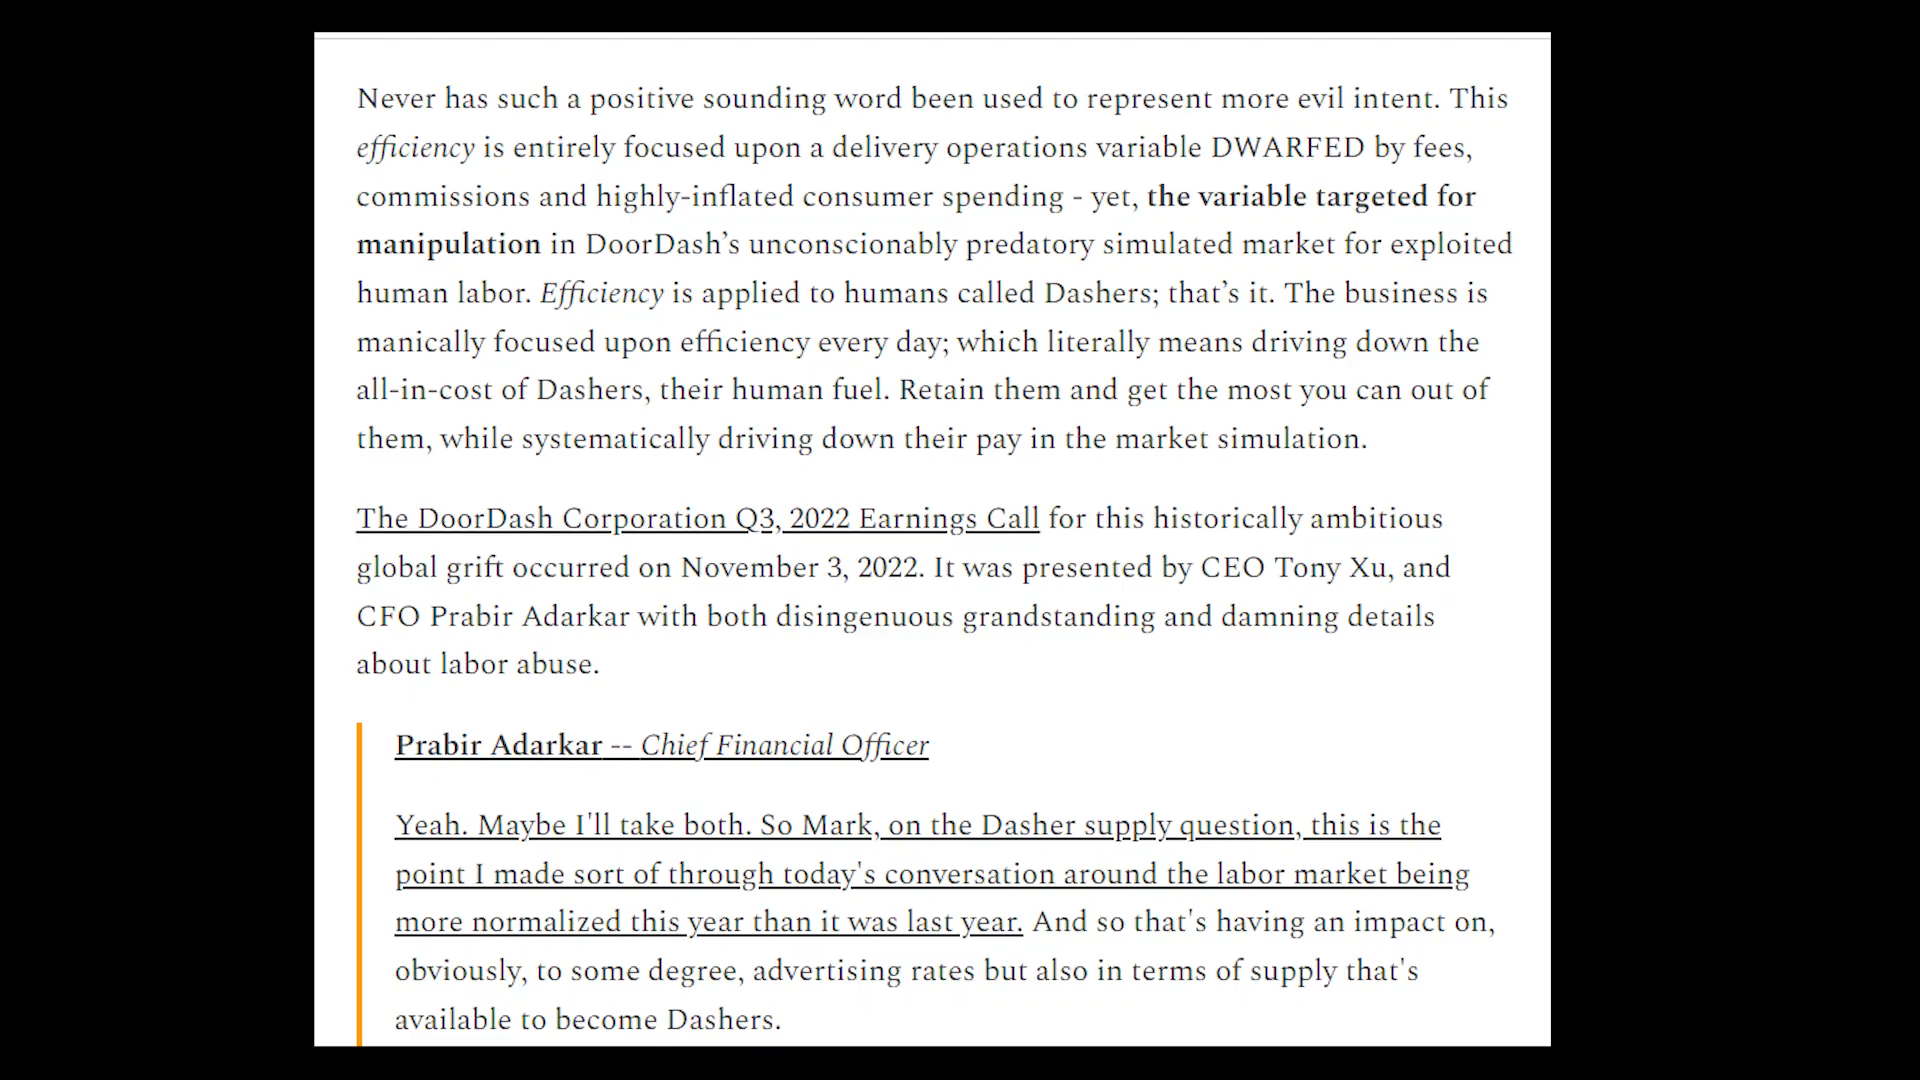 Never has such a positive sounding word been used to represent more evil intent. This
efficiency is entirely focused upon a delivery operations variable DWARFED by fees,
commissions and highly-inflated consumer spending - yet, the variable targeted for
manipulation in DoorDash’s unconscionably predatory simulated market for exploited
human labor. Efficiency is applied to humans called Dashers; that’s it. The business is
manically focused upon efficiency every day; which literally means driving down the
all-in-cost of Dashers, their human fuel. Retain them and get the most you can out of
them, while systematically driving down their pay in the market simulation.
The DoorDash Corporation Q3, 2022 Earnings Call for this historically ambitious
global grift occurred on November 3, 2022. It was presented by CEO Tony Xu, and
CFO Prabir Adarkar with both disingenuous grandstanding and damning details
about labor abuse.
Prabir Adarkar -- Chief Financial Officer
Yeah. Maybe I'll take both. So Mark, on the Dasher supply question, this is the
point I made sort of through today's conversation around the labor market being
more normalized this year than it was last year. And so that's having an impact on,
obviously, to some degree, advertising rates but also in terms of supply that's
available to become Dashers.